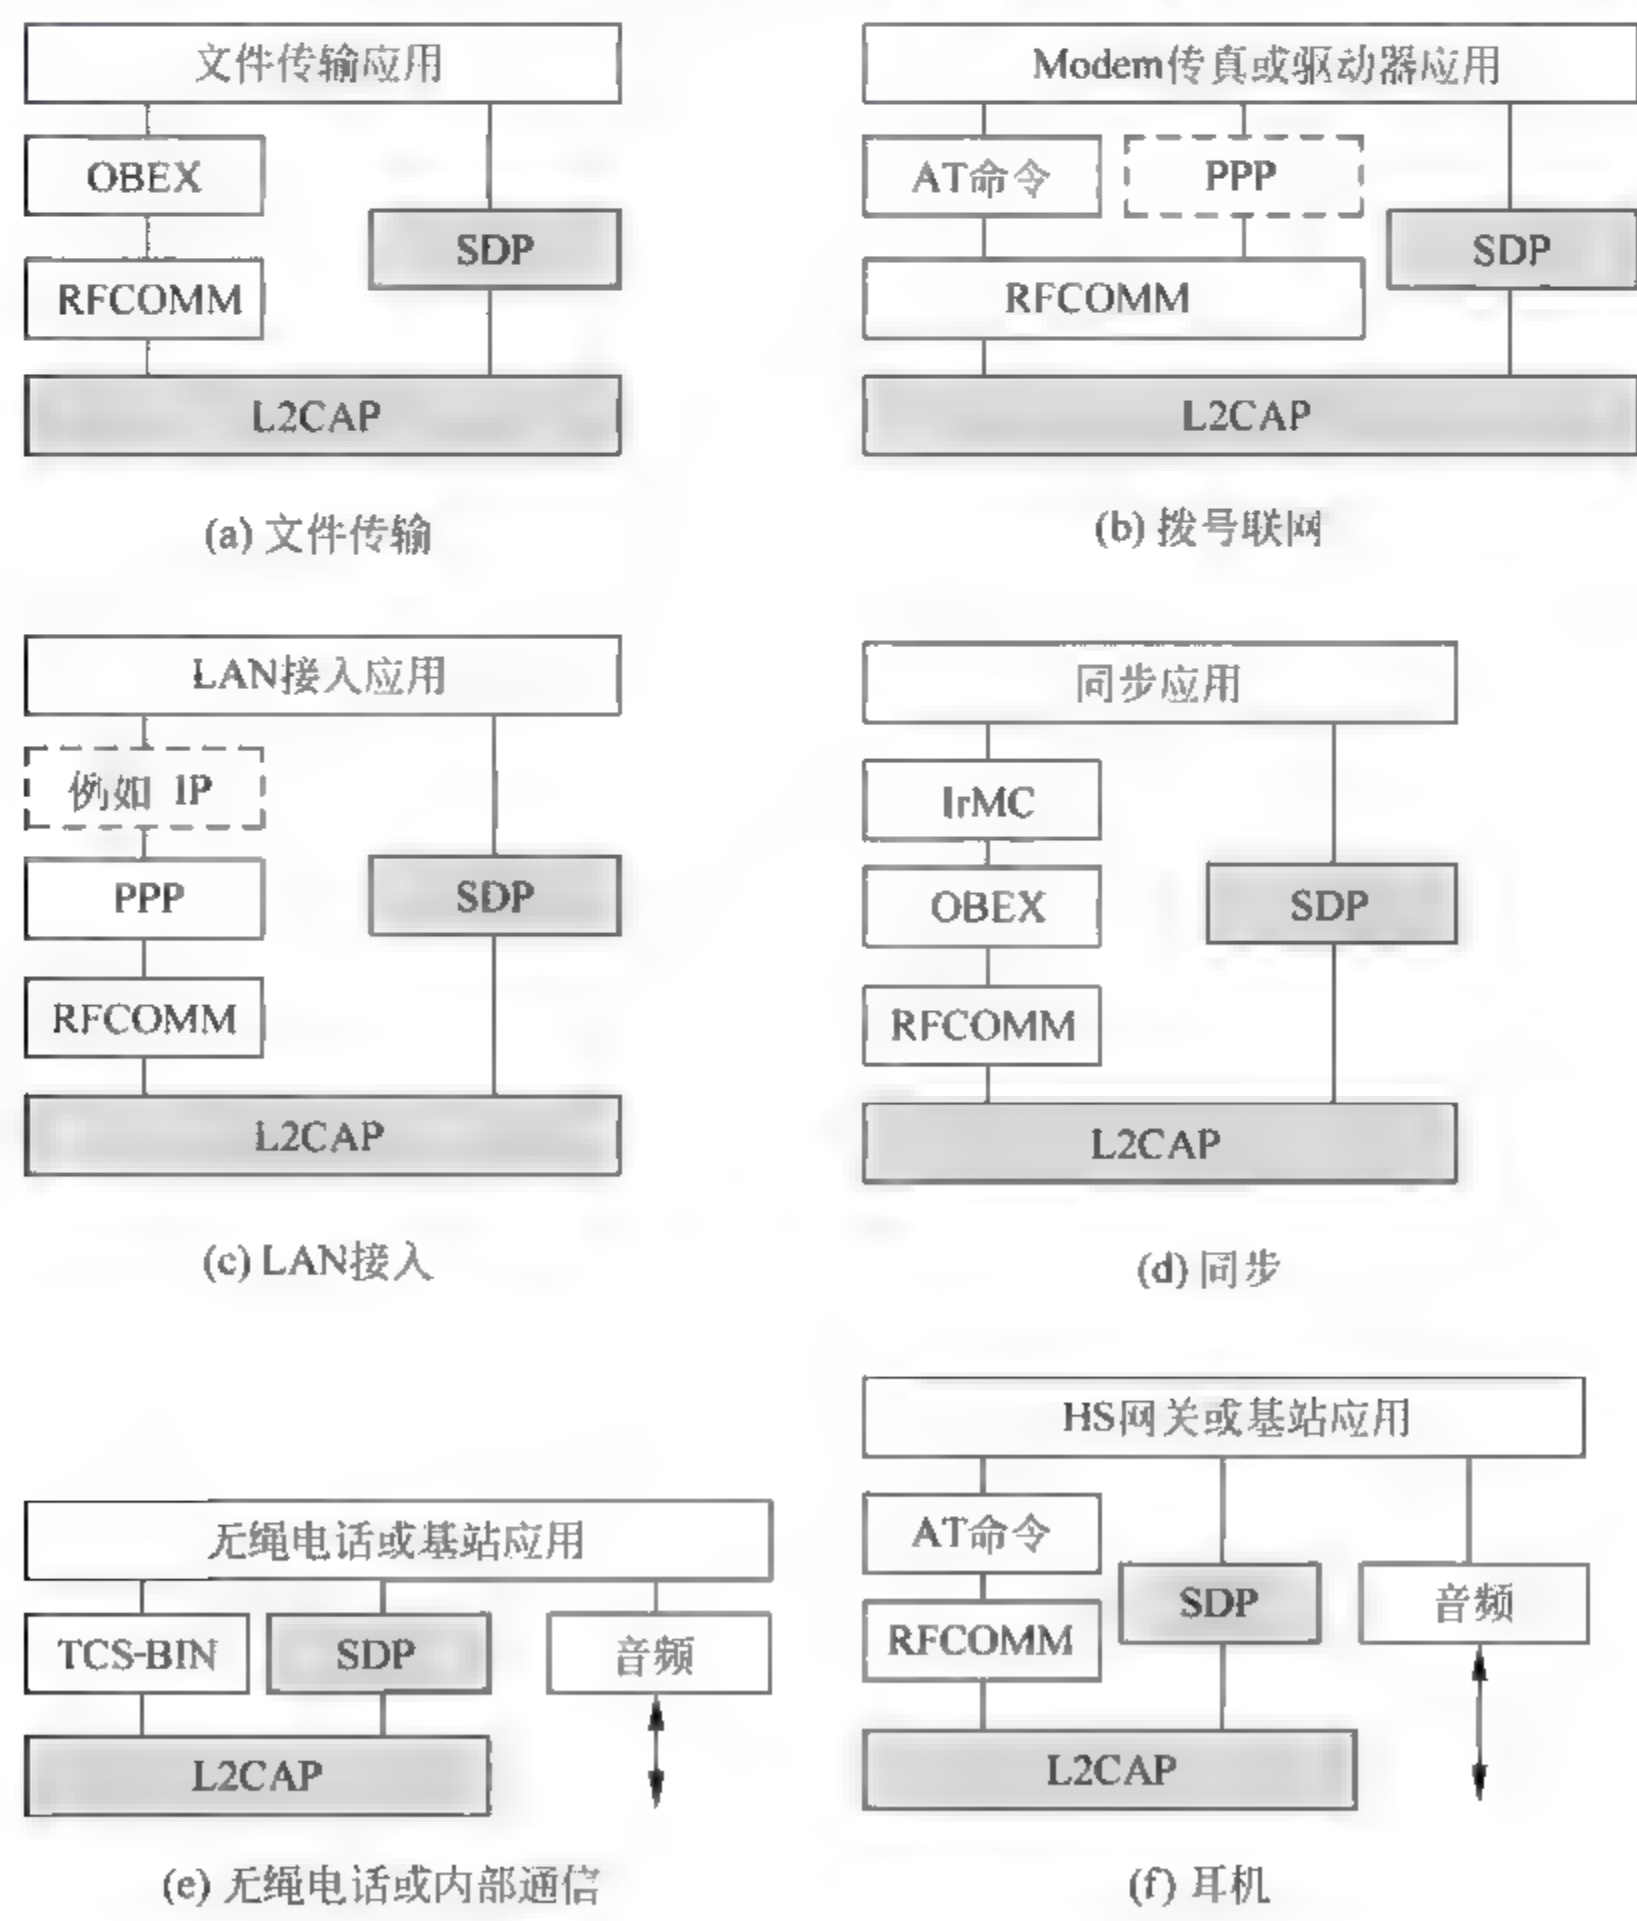 文件传输应用
OBEX
SDP
RFCOMM
L2CAP
(a) 文件传输
Modem传真或驱动器应用
AT命令
PPP
SDP
RFCOMM
L2CAP
(b) 拨号联网
LAN接入应用
例如 IP
PPP
SDP
RFCOMM
L2CAP
(c) LAN接入
同步应用
IrMC
OBEX
SDP
RFCOMM
L2CAP
(d) 同步
无绳电话或基站应用
TCS-BIN
SDP
音频
L2CAP
(e) 无绳电话或内部通信
HS网关或基站应用
AT命令
SDP
音频
RFCOMM
L2CAP
(f) 耳机